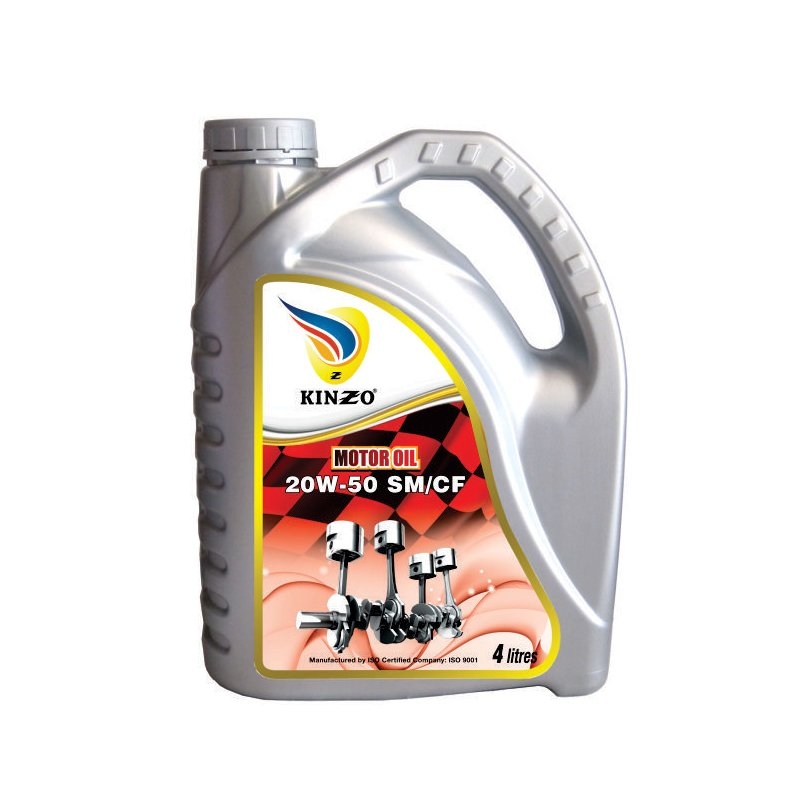 Z
KINZO®
MOTOR OIL
20W-50 SM/CF
Manufactured by ISO Certified Company: ISO 9001
4 litres